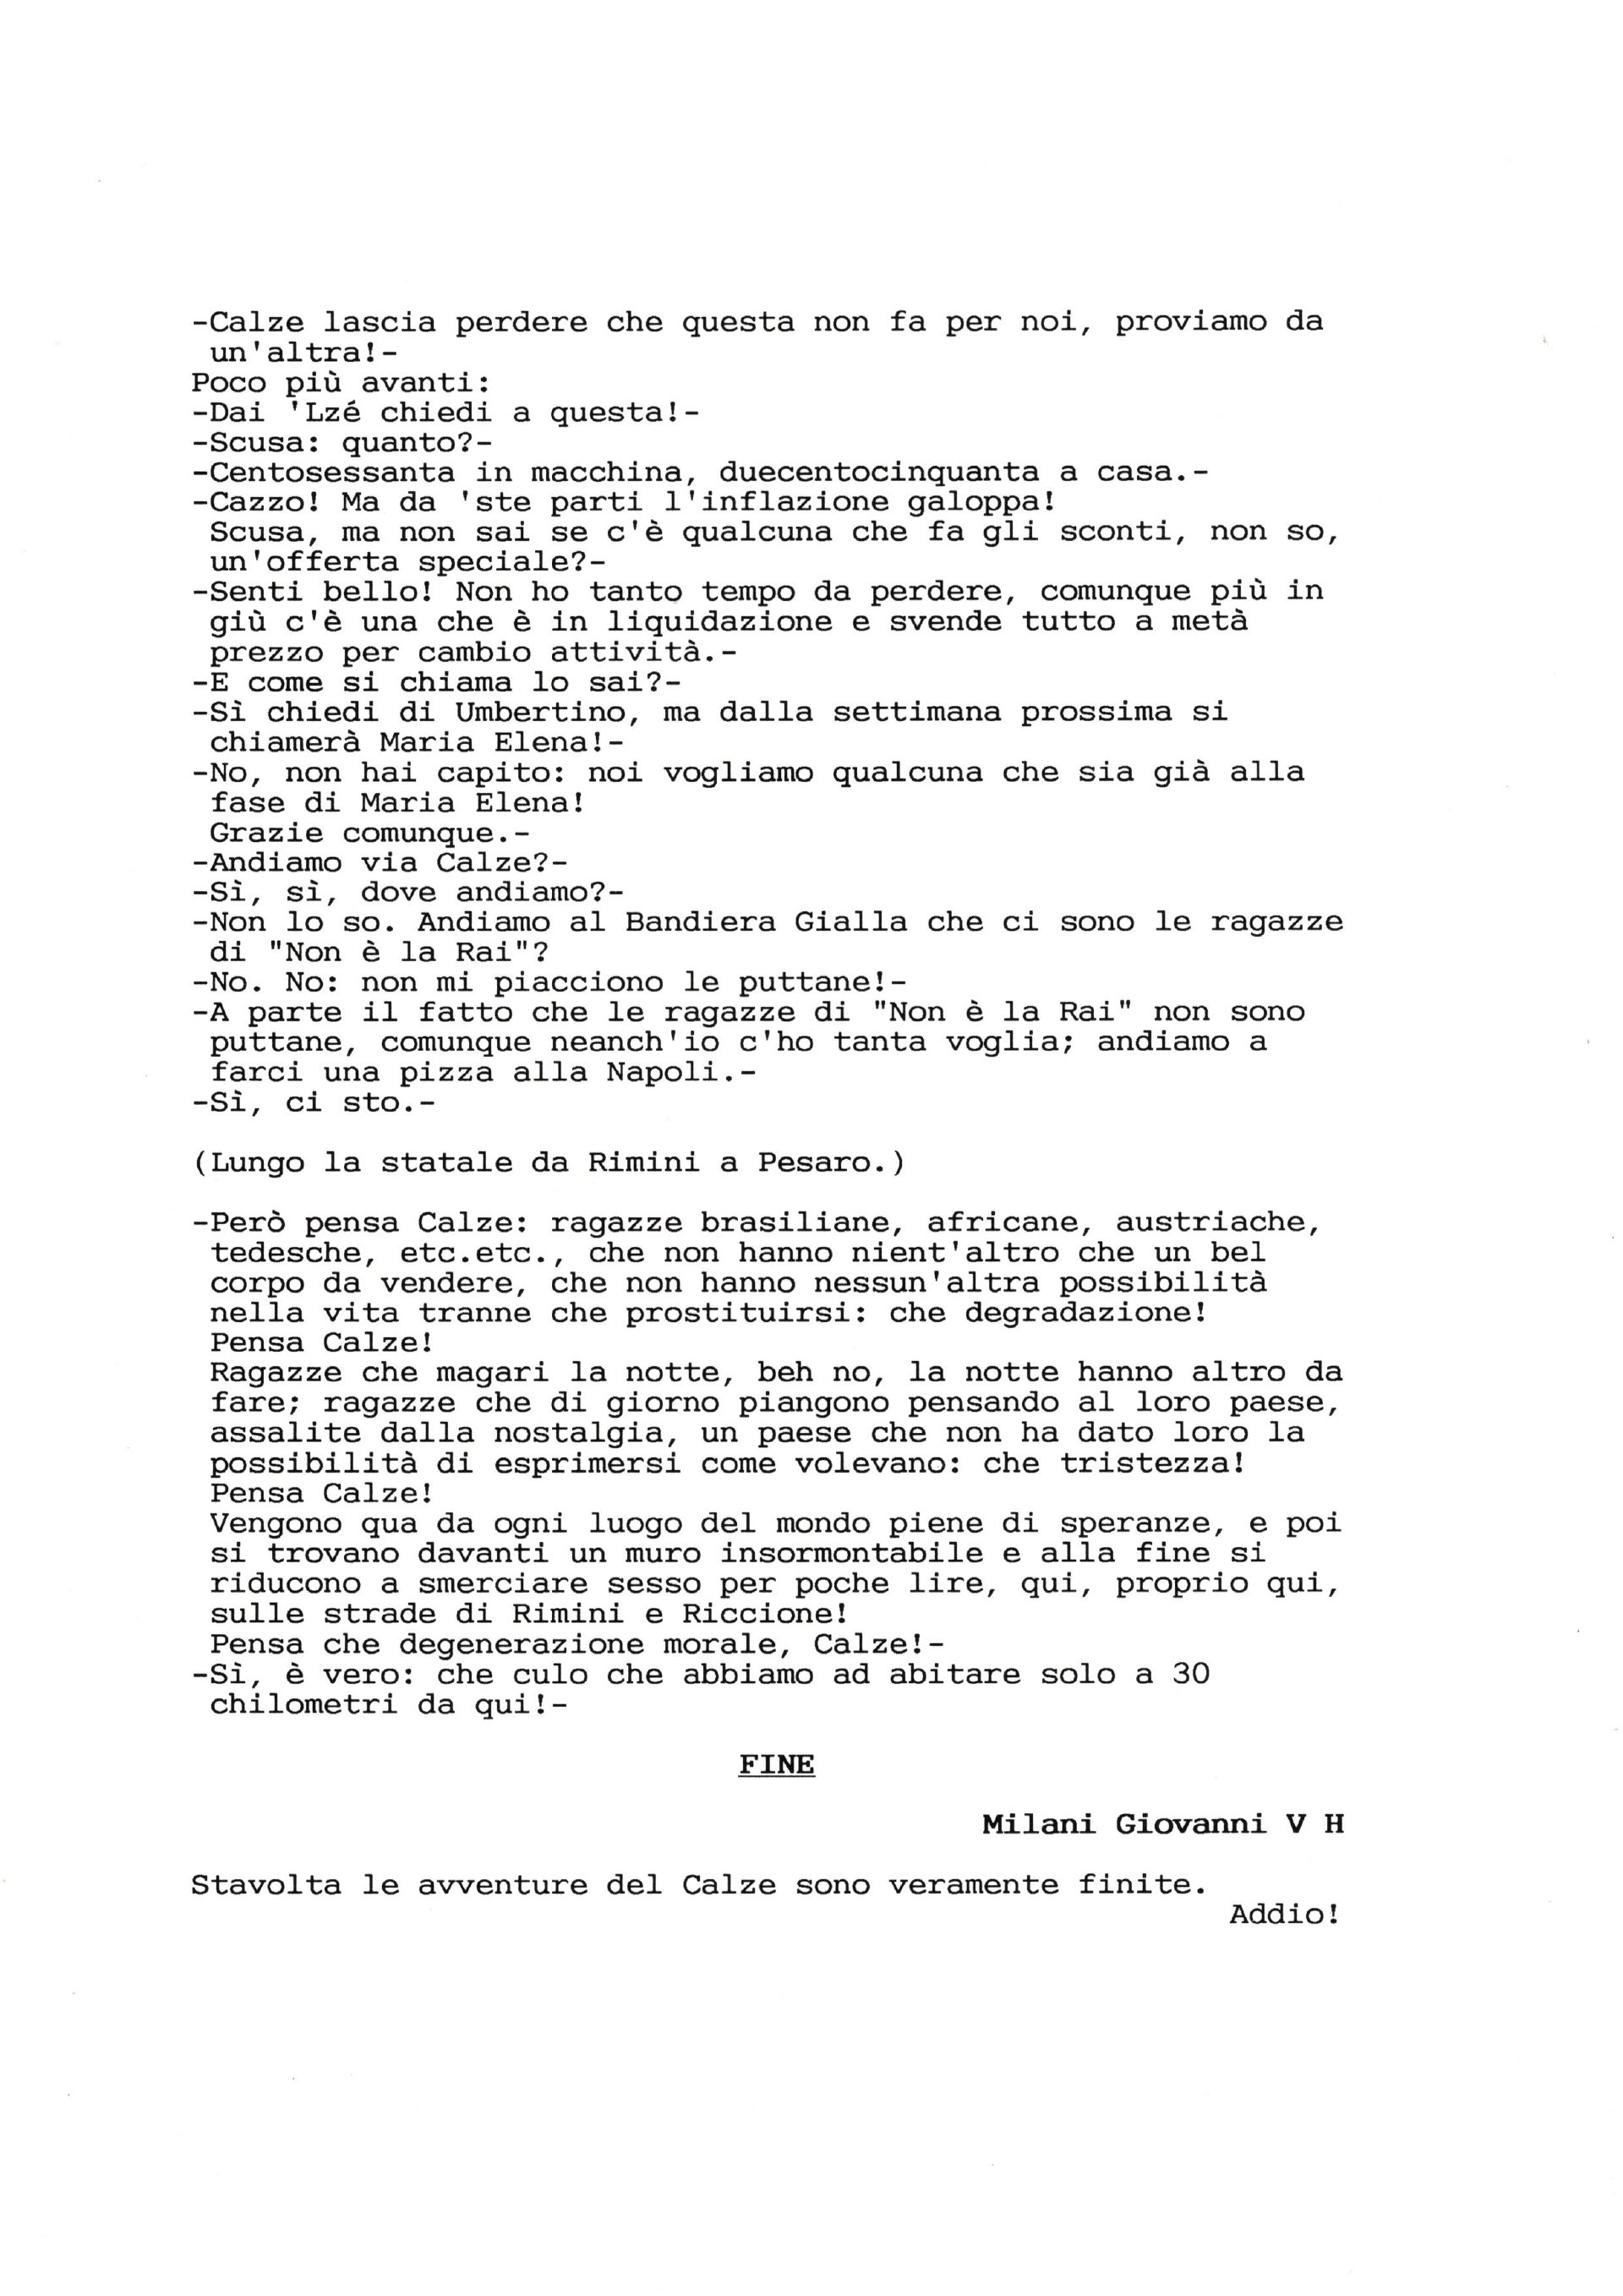 -Calze lascia perdere che questa non fa per noi, proviamo da
un'altra!-
Poco più avanti:
-Dai 'Lzé chiedi a questa!-
-Scusa: quanto?-
-Centosessanta in macchina, duecentocinquanta a casa.-
-Cazzo! Ma da 'ste parti l'inflazione galoppa!
Scusa, ma non sai se c'è qualcuna che fa gli sconti, non so,
un'offerta speciale?-
-Senti bello! Non ho tanto tempo da perdere, comunque più in
giù c'è una che è in liquidazione e svende tutto a metà
prezzo per cambio attività.-
-E come si chiama lo sai?-
-Sì chiedi di Umbertino, ma dalla settimana prossima si
chiamerà Maria Elena!-
-No, non hai capito: noi vogliamo qualcuna che sia già alla
fase di Maria Elena!
Grazie comunque.-
-Andiamo via Calze?-
-Sì, sì, dove andiamo?-
-Non lo so. Andiamo al Bandiera Gialla che ci sono le ragazze
di "Non è la Rai"?
-No. No: non mi piacciono le puttane!-
-A parte il fatto che le ragazze di "Non è la Rai" non sono
puttane, comunque neanch'io c'ho tanta voglia; andiamo a
farci una pizza alla Napoli.-
-Sì, ci sto.-
(Lungo la statale da Rimini a Pesaro.)
-Però pensa Calze: ragazze brasiliane, africane, austriache,
tedesche, etc.etc., che non hanno nient'altro che un bel
corpo da vendere, che non hanno nessun'altra possibilità
nella vita tranne che prostituirsi: che degradazione!
Pensa Calze!
Ragazze che magari la notte, beh no, la notte hanno altro da
fare; ragazze che di giorno piangono pensando al loro paese,
assalite dalla nostalgia, un paese che non ha dato loro la
possibilità di esprimersi come volevano: che tristezza!
Pensa Calze!
Vengono qua da ogni luogo del mondo piene di speranze, e poi
si trovano davanti un muro insormontabile e alla fine si
riducono a smerciare sesso per poche lire, qui, proprio qui,
sulle strade di Rimini e Riccione!
Pensa che degenerazione morale, Calze!-
-Sì, è vero: che culo che abbiamo ad abitare solo a 30
chilometri da qui!-
FINE
Milani Giovanni V H
Stavolta le avventure del Calze sono veramente finite.
Addio!